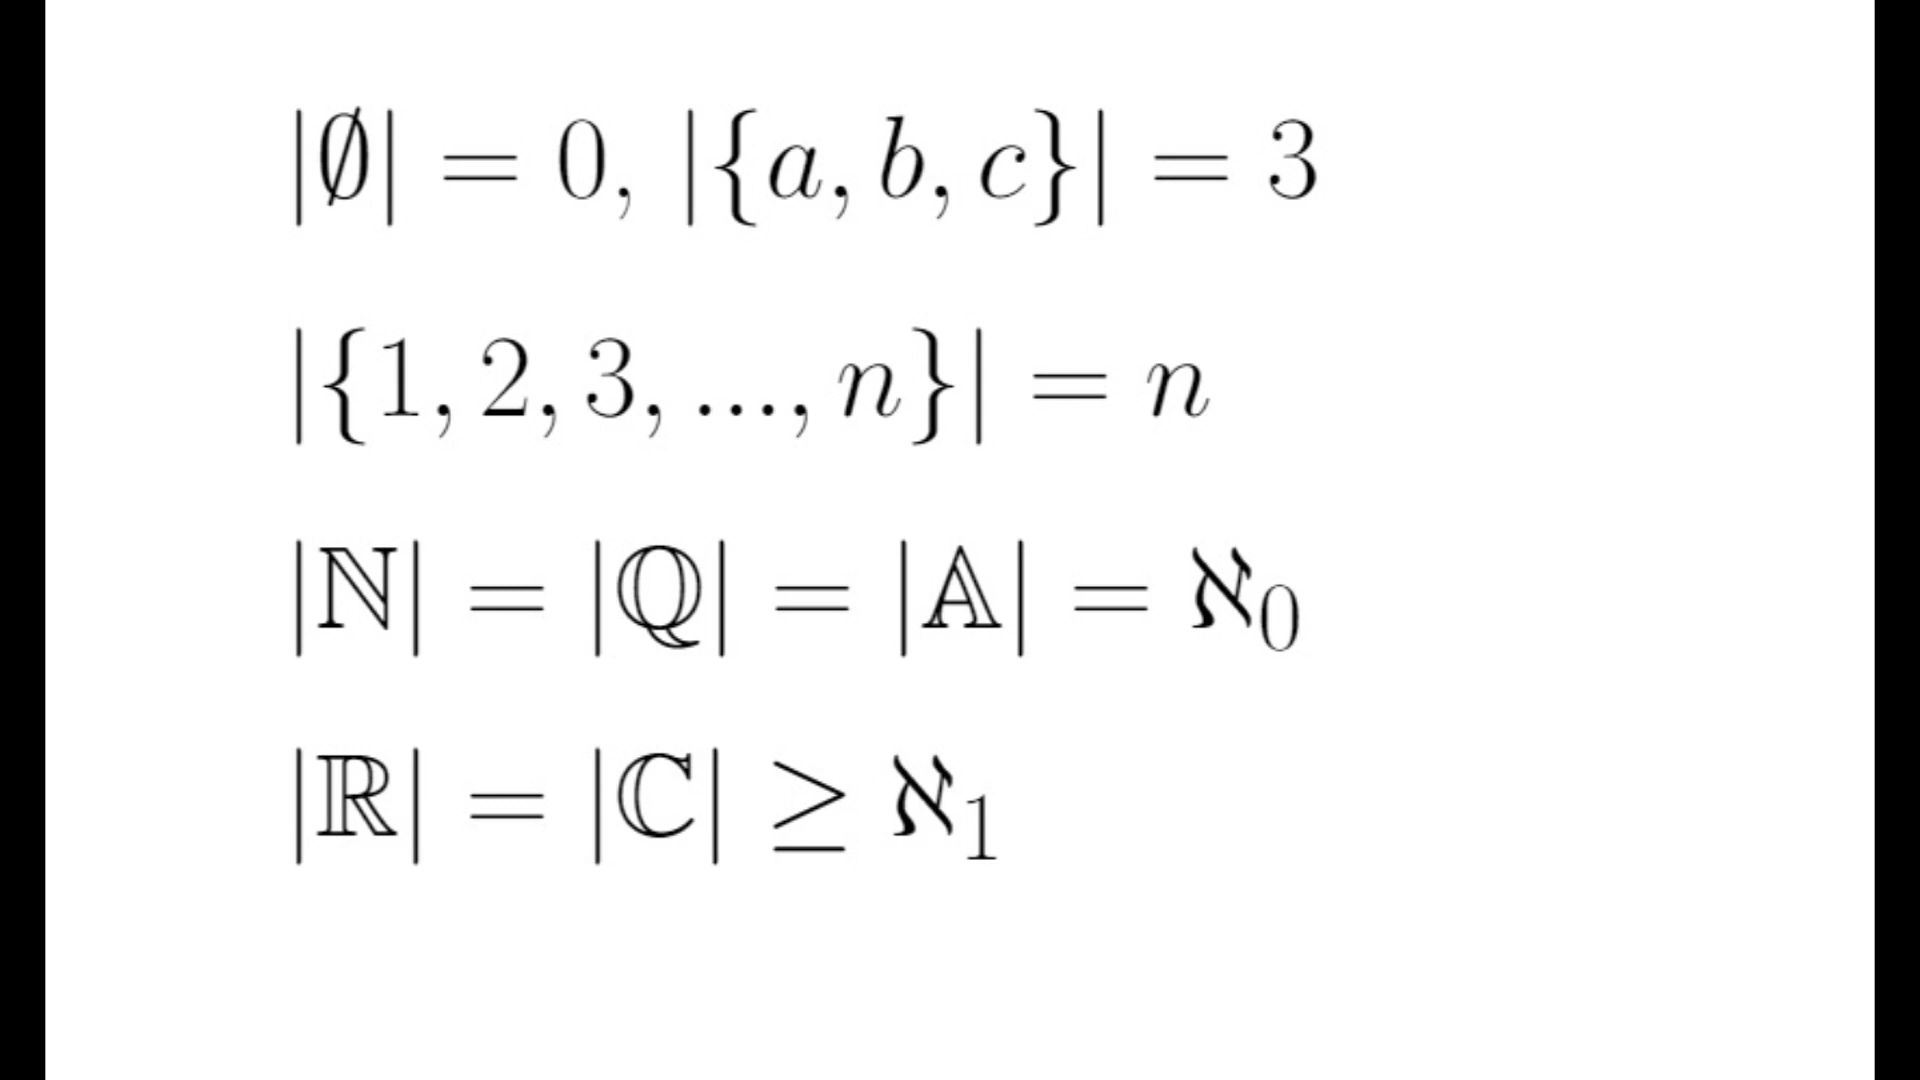 |∅| = 0, |{a, b, c}| = 3
|{1, 2, 3, ..., n}| = n
|ℕ| = |ℚ| = |𝔸| = ℵ₀
|ℝ| = |ℂ| ≥ ℵ₁